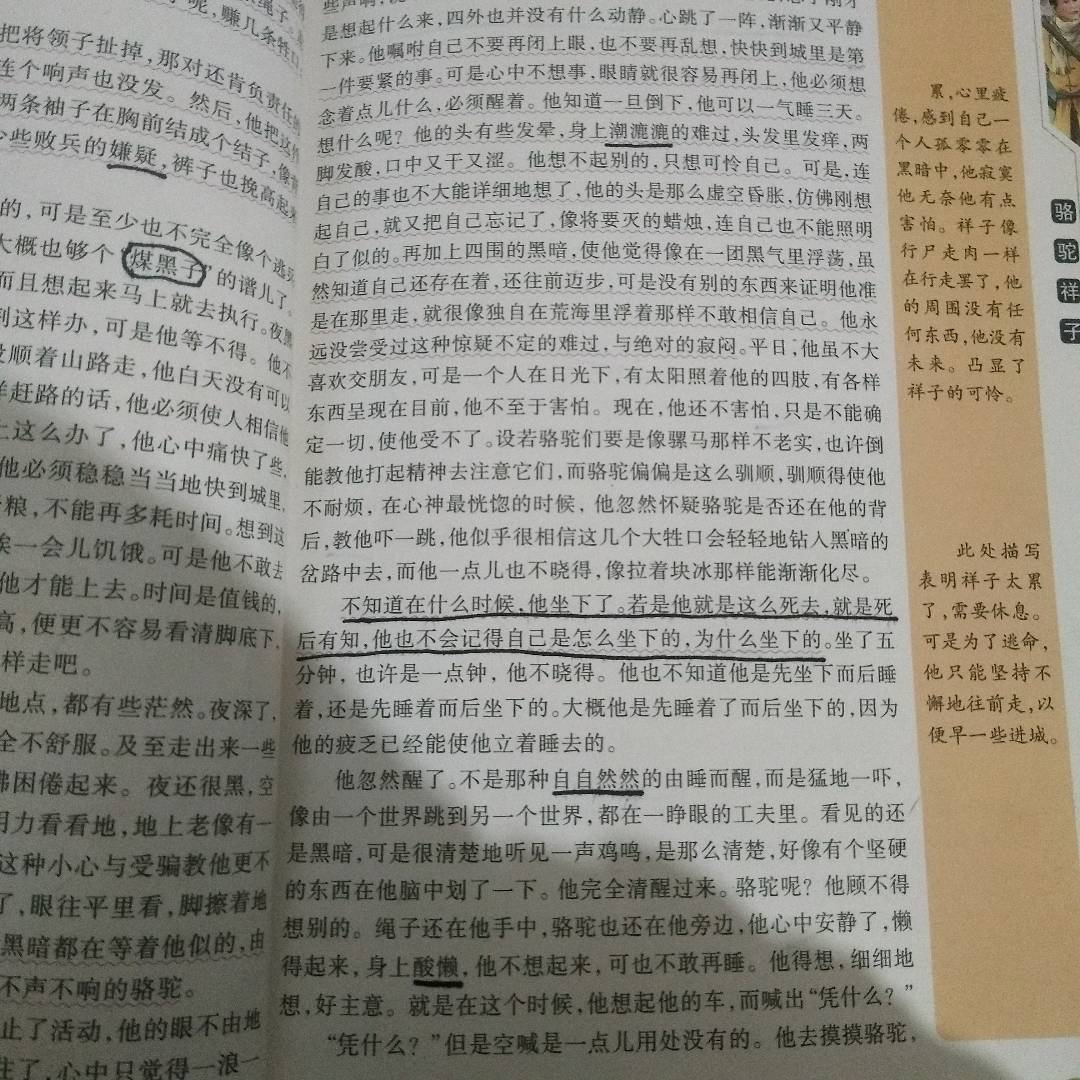 绳子。
呢,赚几条牲口
把将领子扯掉,那对还肯负责任的
连个响声也没发。然后,他把这件
两条袖子在胸前结成个结子,像背
少些败兵的嫌疑,裤子也挽高起来
的,可是至少也不完全像个逃兵
大概也够个“煤黑子”的谱儿了。
而且想起来马上就去执行。夜黑
到这样办,可是他等不得。他不
没顺着山路走,他白天没有可以
样赶路的话,他必须使人相信他
上这么办了,他心中痛快了些,
他必须稳稳当当地快到城里,
粮,不能再多耗时间。想到这
挨一会儿饥饿。可是他不敢去
他才能上去。时间是值钱的,
高,便更不容易看清脚底下,
样走吧。
地点,都有些茫然。夜深了,
全不舒服。及至走出来一些
佛困倦起来。夜还很黑,空
用力看看地,地上老像有一
这种小心与受骗教他更不
了,眼往平里看,脚擦着地
黑暗都在等着他似的,由
不声不响的骆驼。
止了活动,他的眼不由地
住了,心中只觉得一浪一
是想起什么来,四外也并没有什么动静。心跳了一阵,渐渐又平静
下来。他嘱咐自己不要再闭上眼,也不要再乱想,快快到城里是第
一件要紧的事。可是心中不想事,眼睛就很容易再闭上,他必须想
念着点儿什么,必须醒着。他知道一旦倒下,他可以一气睡三天。
想什么呢?他的头有些发晕,身上潮漉漉的难过,头发里发痒,两
脚发酸,口中又干又涩。他想不起别的,只想可怜自己。可是,连
自己的事也不大能详细地想了,他的头是那么虚空昏胀,仿佛刚想
起自己,就又把自己忘记了,像将要灭的蜡烛,连自己也不能照明
白了似的。再加上四围的黑暗,使他觉得像在一团黑气里浮荡,虽
然知道自己还存在着,还往前迈步,可是没有别的东西来证明他准
是在那里走,就很像独自在荒海里浮着那样不敢相信自己。他永
远没尝受过这种惊疑不定的难过,与绝对的寂闷。平日,他虽不大
喜欢交朋友,可是一个人在日光下,有太阳照着他的四肢,有各样
东西呈现在目前,他不至于害怕。现在,他还不害怕,只是不能确
定一切,使他受不了。设若骆驼们要是像骡马那样不老实,也许倒
能教他打起精神去注意它们,而骆驼偏偏是这么驯顺,驯顺得使他
不耐烦,在心神最恍惚的时候,他忽然怀疑骆驼是否还在他的背
后,教他吓一跳,他似乎很相信这几个大牲口会轻轻地钻入黑暗的
岔路中去,而他一点儿也不晓得,像拉着块冰那样能渐渐化尽。
不知道在什么时候,他坐下了。若是他就是这么死去,就是死
后有知,他也不会记得自己是怎么坐下的,为什么坐下的。坐了五
分钟,也许是一点钟,他不晓得。他也不知道他是先坐下而后睡
着,还是先睡着而后坐下的。大概他是先睡着了而后坐下的,因为
他的疲乏已经能使他立着睡去的。
他忽然醒了。不是那种自自然然的由睡而醒,而是猛地一吓,
像由一个世界跳到另一个世界,都在一睁眼的工夫里。看见的还
是黑暗,可是很清楚地听见一声鸡鸣,是那么清楚,好像有个坚硬
的东西在他脑中划了一下。他完全清醒过来。骆驼呢?他顾不得
想别的。绳子还在他手中,骆驼也还在他旁边,他心中安静了,懒
得起来,身上酸懒,他不想起来,可也不敢再睡。他得想,细细地
想,好主意。就是在这个时候,他想起他的车,而喊出“凭什么?”
“凭什么?”但是空喊是一点儿用处没有的。他去摸摸骆驼,
累,心里疲
倦,感到自己一
个人孤零零在
黑暗中,他寂寞
他无奈他有点
害怕。祥子像
行尸走肉一样
在行走罢了,他
的周围没有任
何东西,他没有
未来。凸显了
祥子的可怜。
此处描写
表明祥子太累
了,需要休息。
可是为了逃命,
他只能坚持不
懈地往前走,以
便早一些进城。
骆
驼
祥
子